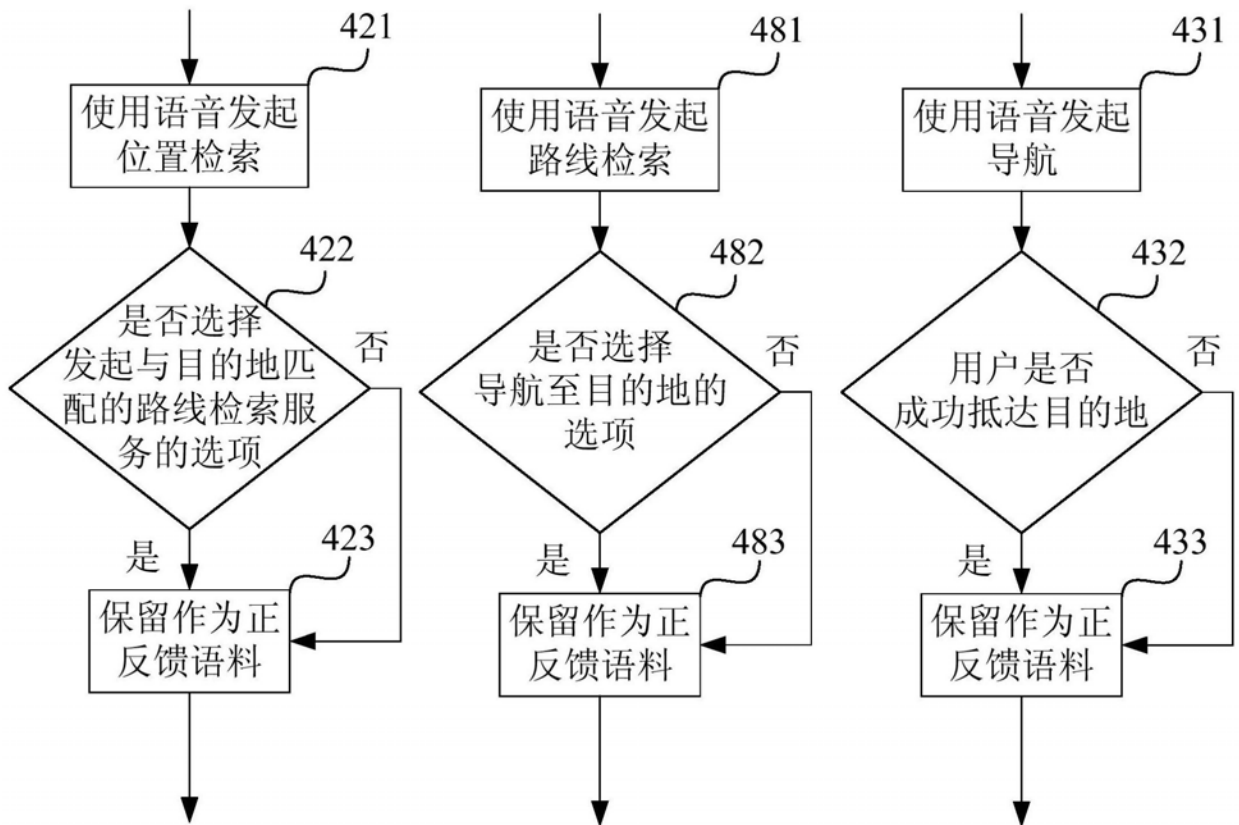 421
使用语音发起
位置检索
422
是否选择
发起与目的地匹
配的路线检索服
务的选项
否
是
423
保留作为正
反馈语料
481
使用语音发起
路线检索
482
是否选择
导航至目的地的
选项
否
是
483
保留作为正
反馈语料
431
使用语音发起
导航
432
用户是否
成功抵达目的地
否
是
433
保留作为正
反馈语料